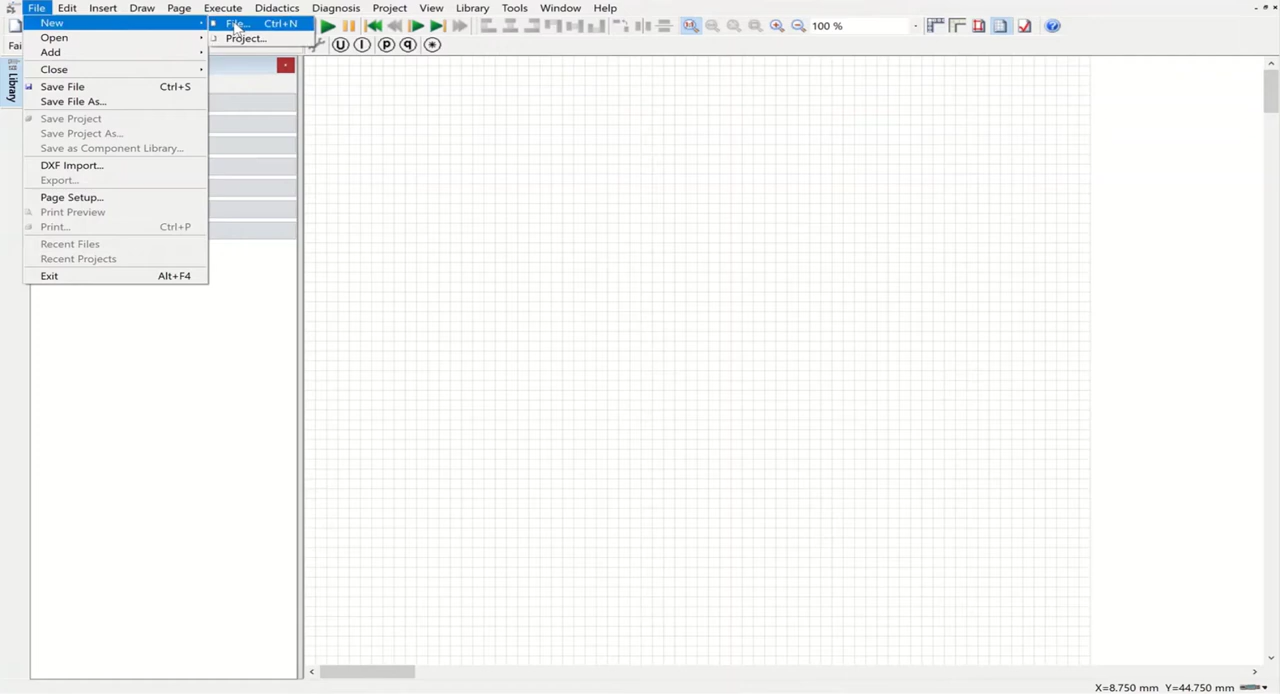 File Edit Insert Draw Page Execute Didactics Diagnosis Project View Library Tools Window Help
New
File... Ctrl+N
100 %
Open
Project...
Fai
U I p q
Add
Close
Library
Save File Ctrl+S
Save File As...
Save Project
Save Project As...
Save as Component Library...
DXF Import...
Export...
Page Setup...
Print Preview
Print... Ctrl+P
Recent Files
Recent Projects
Exit Alt+F4
X=8.750 mm Y=44.750 mm